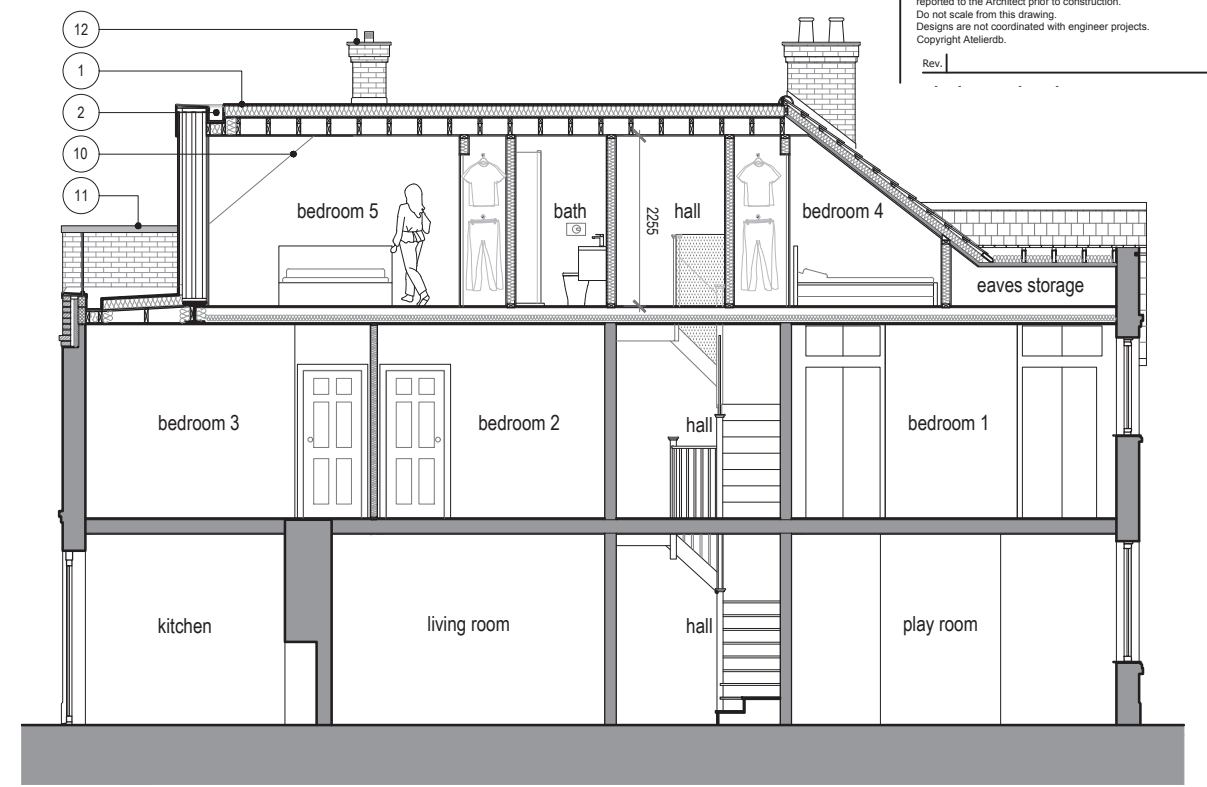 reported to the Architect prior to construction.
Do not scale from this drawing.
Designs are not coordinated with engineer projects.
Copyright Atelierdb.
Rev.
12
1
2
10
11
bedroom 5
bath
2255
hall
bedroom 4
eaves storage
bedroom 3
bedroom 2
hall
bedroom 1
kitchen
living room
hall
play room